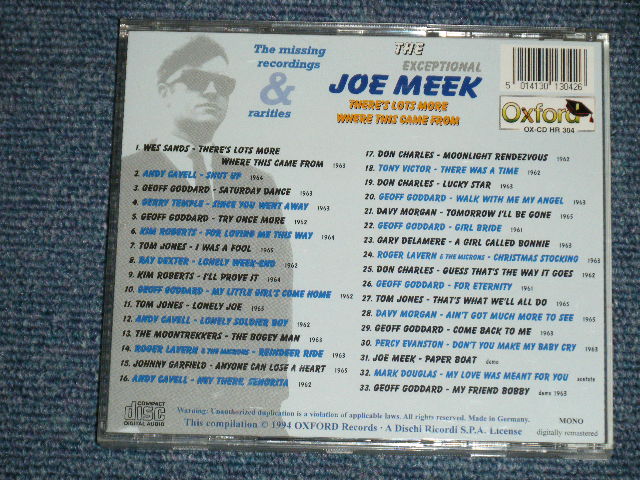 The missing
recordings
&
rarities
THE
EXCEPTIONAL
JOE MEEK
THERE'S LOTS MORE
WHERE THIS CAME FROM
5 014130 130426
Oxford
OX-CD HR 304
1. WES SANDS - THERE'S LOTS MORE
WHERE THIS CAME FROM 1963
2. ANDY CAVELL - SHUT UP 1964
3. GEOFF GODDARD - SATURDAY DANCE 1963
4. GERRY TEMPLE - SINCE YOU WENT AWAY 1963
5. GEOFF GODDARD - TRY ONCE MORE 1962
6. KIM ROBERTS - FOR LOVING ME THIS WAY 1964
7. TOM JONES - I WAS A FOOL 1965
8. RAY DEXTER - LONELY WEEK-END 1962
9. KIM ROBERTS - I'LL PROVE IT 1964
10. GEOFF GODDARD - MY LITTLE GIRL'S COME HOME 1962
11. TOM JONES - LONELY JOE 1965
12. ANDY CAVELL - LONELY SOLDIER BOY 1962
13. THE MOONTREKKERS - THE BOGEY MAN 1963
14. ROGER LAVERN & THE MICRONS - REINDEER RIDE 1963
15. JOHNNY GARFIELD - ANYONE CAN LOSE A HEART 1965
16. ANDY CAVELL - HEY THERE, SENORITA 1962
17. DON CHARLES - MOONLIGHT RENDEZVOUS 1962
18. TONY VICTOR - THERE WAS A TIME 1962
19. DON CHARLES - LUCKY STAR 1963
20. GEOFF GODDARD - WALK WITH ME MY ANGEL 1963
21. DAVY MORGAN - TOMORROW I'LL BE GONE 1965
22. GEOFF GODDARD - GIRL BRIDE 1961
23. GARY DELAMERE - A GIRL CALLED BONNIE 1963
24. ROGER LAVERN & THE MICRONS - CHRISTMAS STOCKING 1963
25. DON CHARLES - GUESS THAT'S THE WAY IT GOES 1962
26. GEOFF GODDARD - FOR ETERNITY 1961
27. TOM JONES - THAT'S WHAT WE'LL ALL DO 1965
28. DAVY MORGAN - AIN'T GOT MUCH MORE TO SEE 1965
29. GEOFF GODDARD - COME BACK TO ME 1963
30. PERCY EVANSTON - DON'T YOU MAKE MY BABY CRY 1963
31. JOE MEEK - PAPER BOAT demo
32. MARK DOUGLAS - MY LOVE WAS MEANT FOR YOU acetate
33. GEOFF GODDARD - MY FRIEND BOBBY demo 1963
COMPACT
disc
DIGITAL AUDIO
Warning: Unauthorized duplication is a violation of applicable laws. All rights reserved. Made in Germany.
This compilation © 1994 OXFORD Records · A Dischi Ricordi S.P.A. License
MONO
digitally remastered